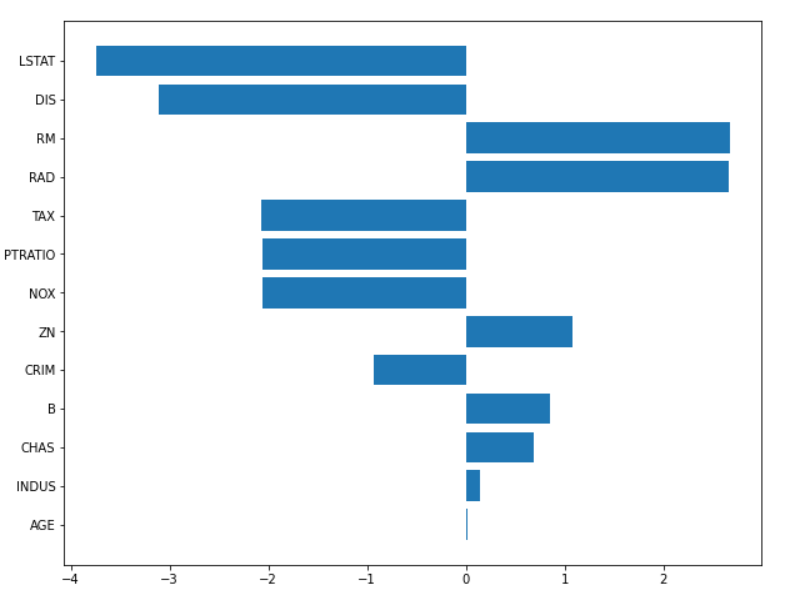 LSTAT
DIS
RM
RAD
TAX
PTRATIO
NOX
ZN
CRIM
B
CHAS
INDUS
AGE
−4 −3 −2 −1 0 1 2